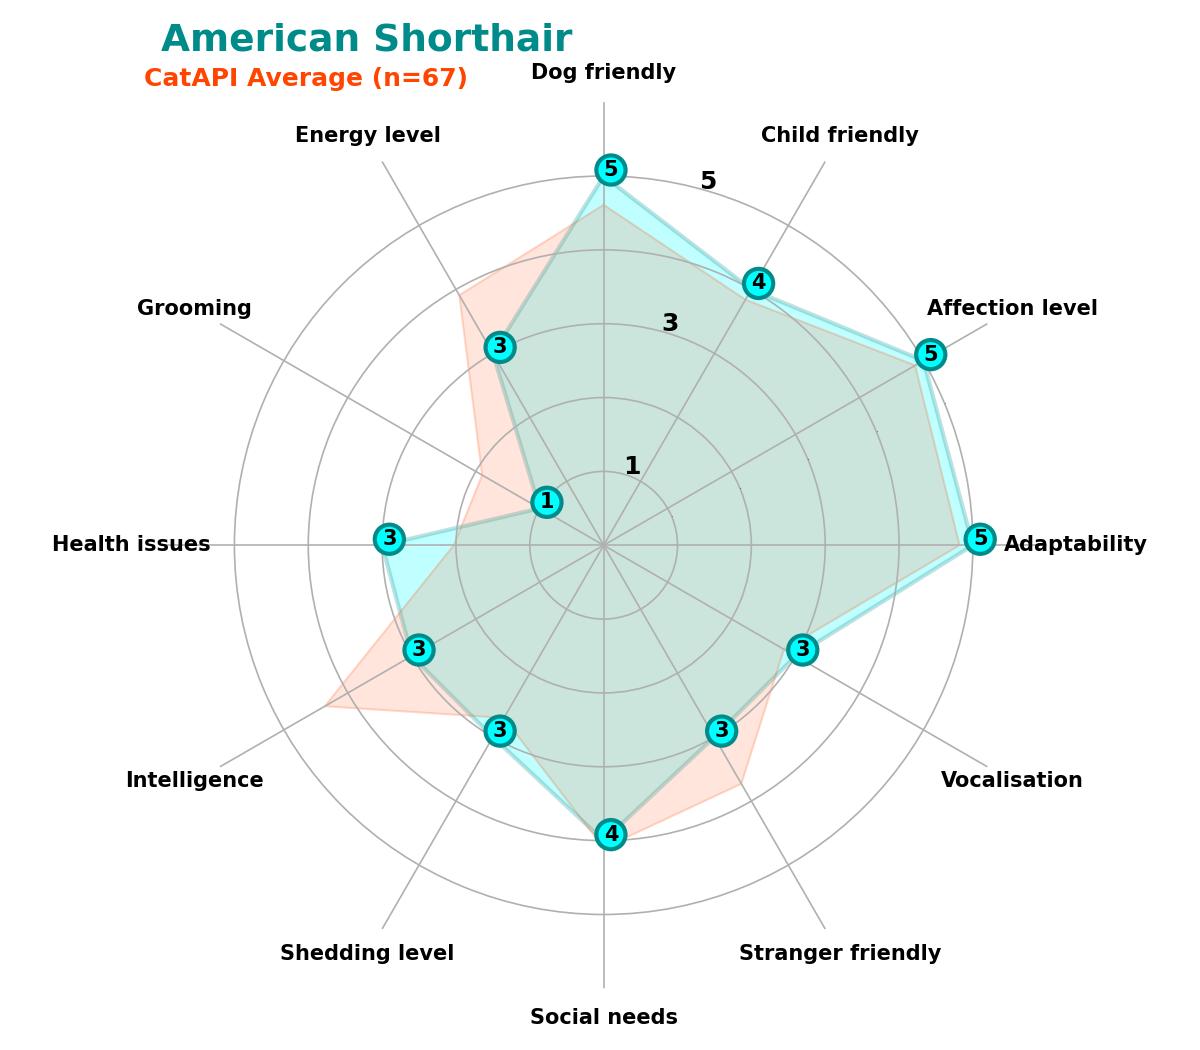 American Shorthair
CatAPI Average (n=67)
Dog friendly
Energy level
Child friendly
5
5
4
Grooming
Affection level
3
3
5
1
1
Health issues
3
5
Adaptability
3
3
3
3
Intelligence
Vocalisation
4
Shedding level
Stranger friendly
Social needs